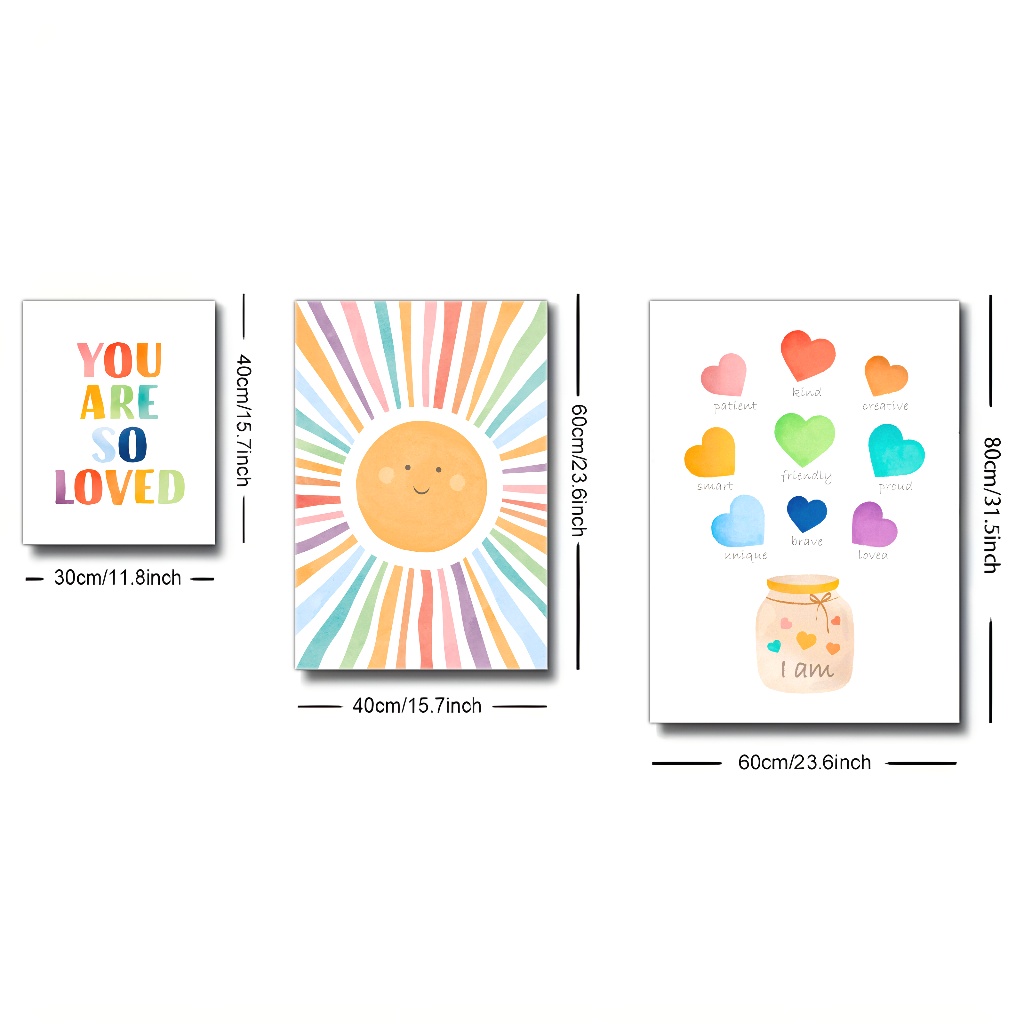 YOU
ARE
SO
LOVED
40cm/15.7inch
30cm/11.8inch
60cm/23.6inch
40cm/15.7inch
patient
kind
creative
smart
friendly
proud
unique
brave
loved
I am
80cm/31.5inch
60cm/23.6inch